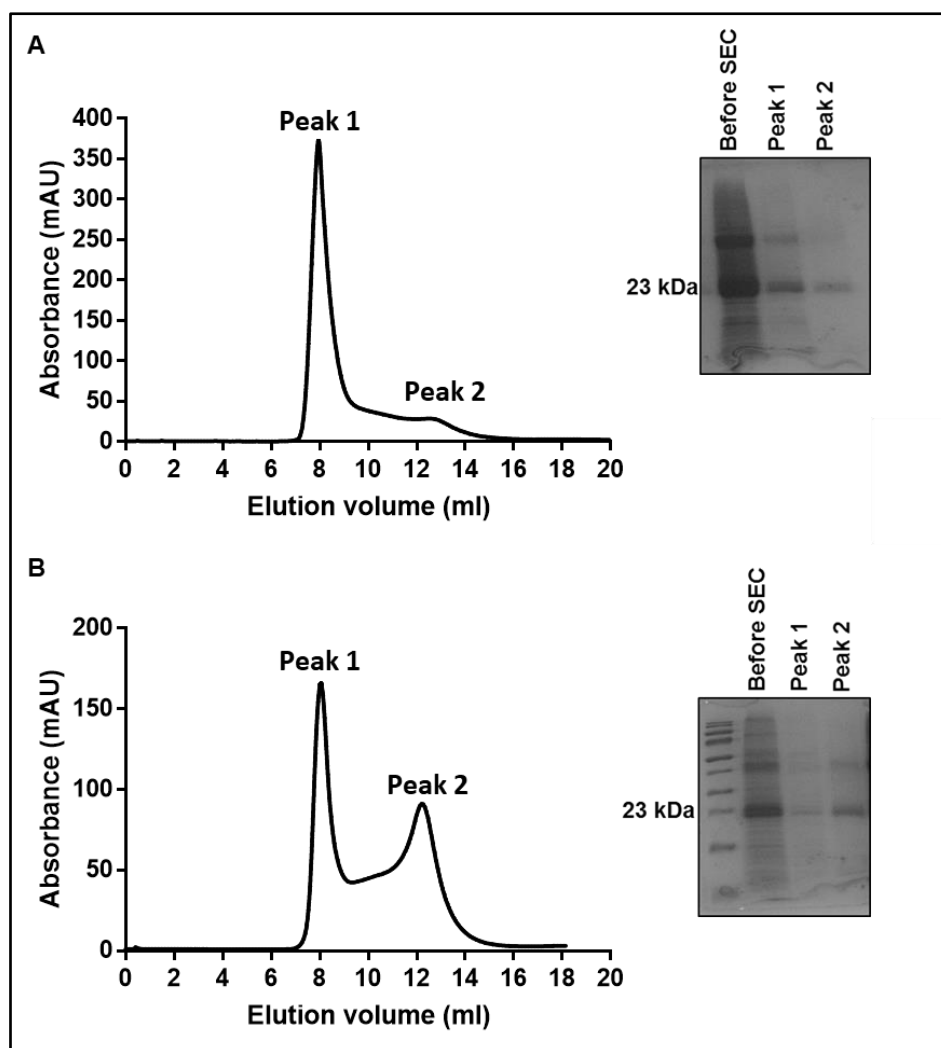 A
Before SEC
Peak 1
Peak 2
Absorbance (mAU)
400
350
300
250
200
150
100
50
0
Peak 1
Peak 2
0 2 4 6 8 10 12 14 16 18 20
Elution volume (ml)
23 kDa
B
Before SEC
Peak 1
Peak 2
Absorbance (mAU)
200
150
100
50
0
Peak 1
Peak 2
0 2 4 6 8 10 12 14 16 18 20
Elution volume (ml)
23 kDa